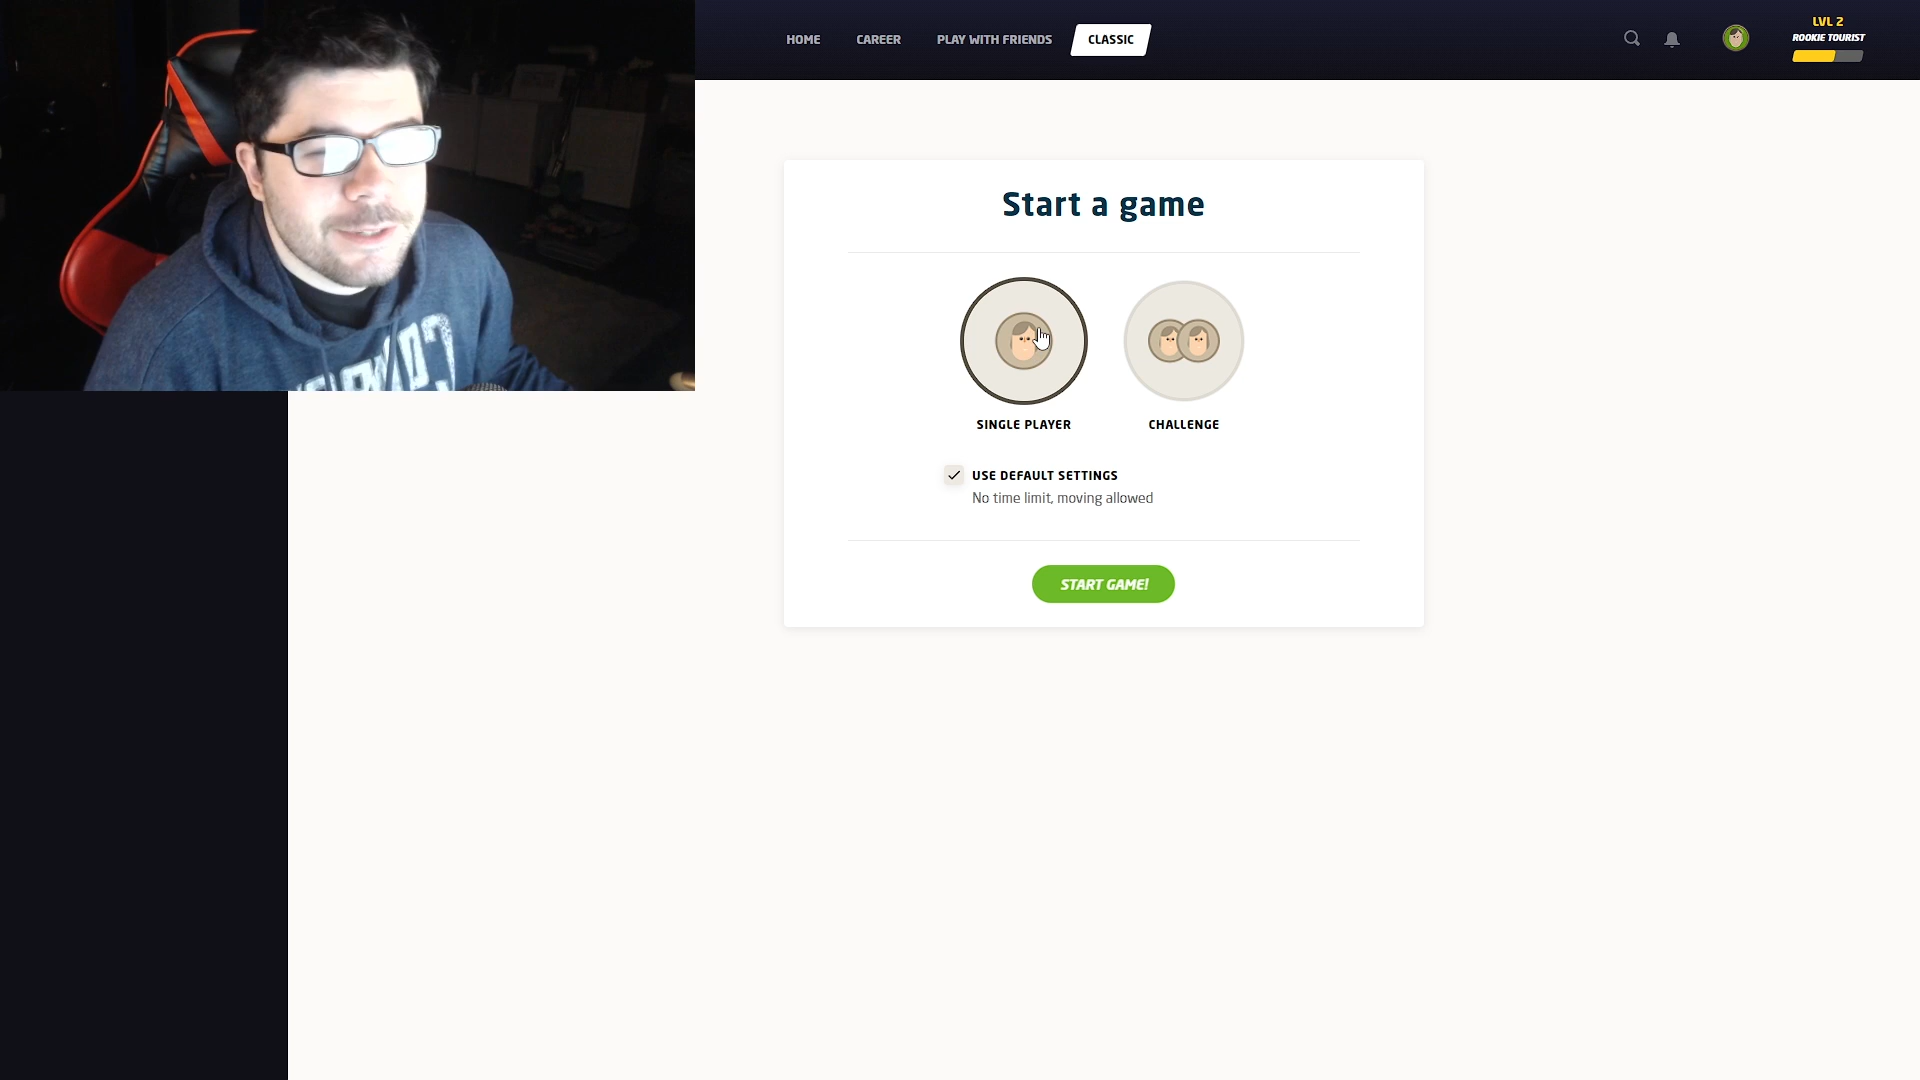 HOME
CAREER
PLAY WITH FRIENDS
CLASSIC
LVL 2
ROOKIE TOURIST
Start a game
SINGLE PLAYER
CHALLENGE
USE DEFAULT SETTINGS
No time limit, moving allowed
START GAME!